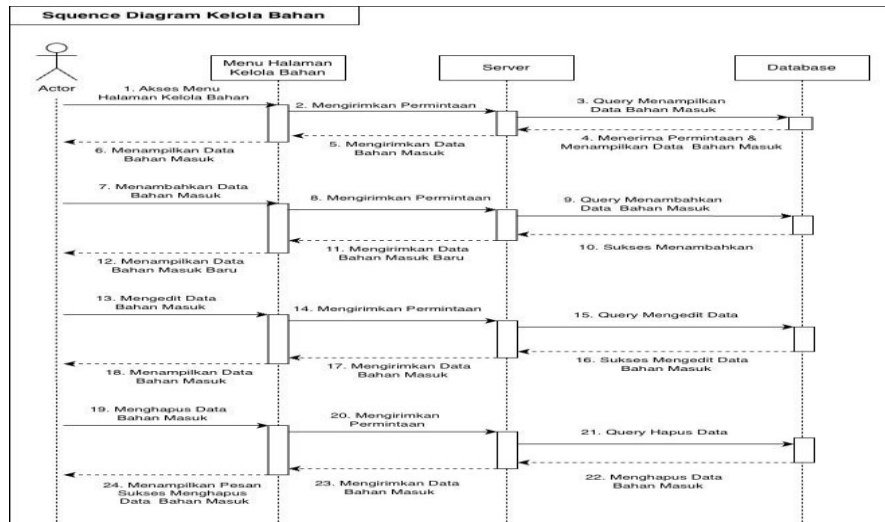 Squence Diagram Kelola Bahan
Actor
Menu Halaman
Kelola Bahan
Server
Database
1. Akses Menu
Halaman Kelola Bahan
2. Mengirimkan Permintaan
3. Query Menampilkan
Data Bahan Masuk
4. Menerima Permintaan &
Menampilkan Data Bahan Masuk
5. Mengirimkan Data
Bahan Masuk
6. Menampilkan Data
Bahan Masuk
7. Menambahkan Data
Bahan Masuk
8. Mengirimkan Permintaan
9. Query Menambahkan
Data Bahan Masuk
10. Sukses Menambahkan
11. Mengirimkan Data
Bahan Masuk Baru
12. Menampilkan Data
Bahan Masuk Baru
13. Mengedit Data
Bahan Masuk
14. Mengirimkan Permintaan
15. Query Mengedit Data
16. Sukses Mengedit Data
Bahan Masuk
17. Mengirimkan Data
Bahan Masuk
18. Menampilkan Data
Bahan Masuk
19. Menghapus Data
Bahan Masuk
20. Mengirimkan
Permintaan
21. Query Hapus Data
22. Menghapus Data
Bahan Masuk
23. Mengirimkan Data
Bahan Masuk
24. Menampilkan Pesan
Sukses Menghapus
Data Bahan Masuk